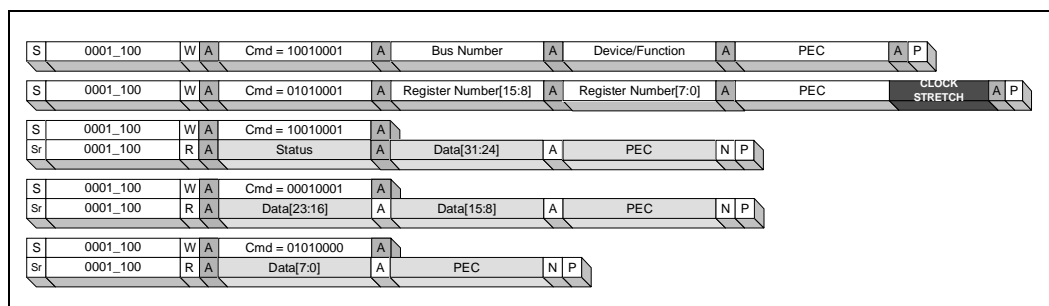 S 0001_100 W A Cmd = 10010001 A Bus Number A Device/Function A PEC A P
S 0001_100 W A Cmd = 01010001 A Register Number[15:8] A Register Number[7:0] A PEC CLOCK STRETCH A P
S 0001_100 W A Cmd = 10010001 A
Sr 0001_100 R A Status A Data[31:24] A PEC N P
S 0001_100 W A Cmd = 00010001 A
Sr 0001_100 R A Data[23:16] A Data[15:8] A PEC N P
S 0001_100 W A Cmd = 01010000 A
Sr 0001_100 R A Data[7:0] A PEC N P